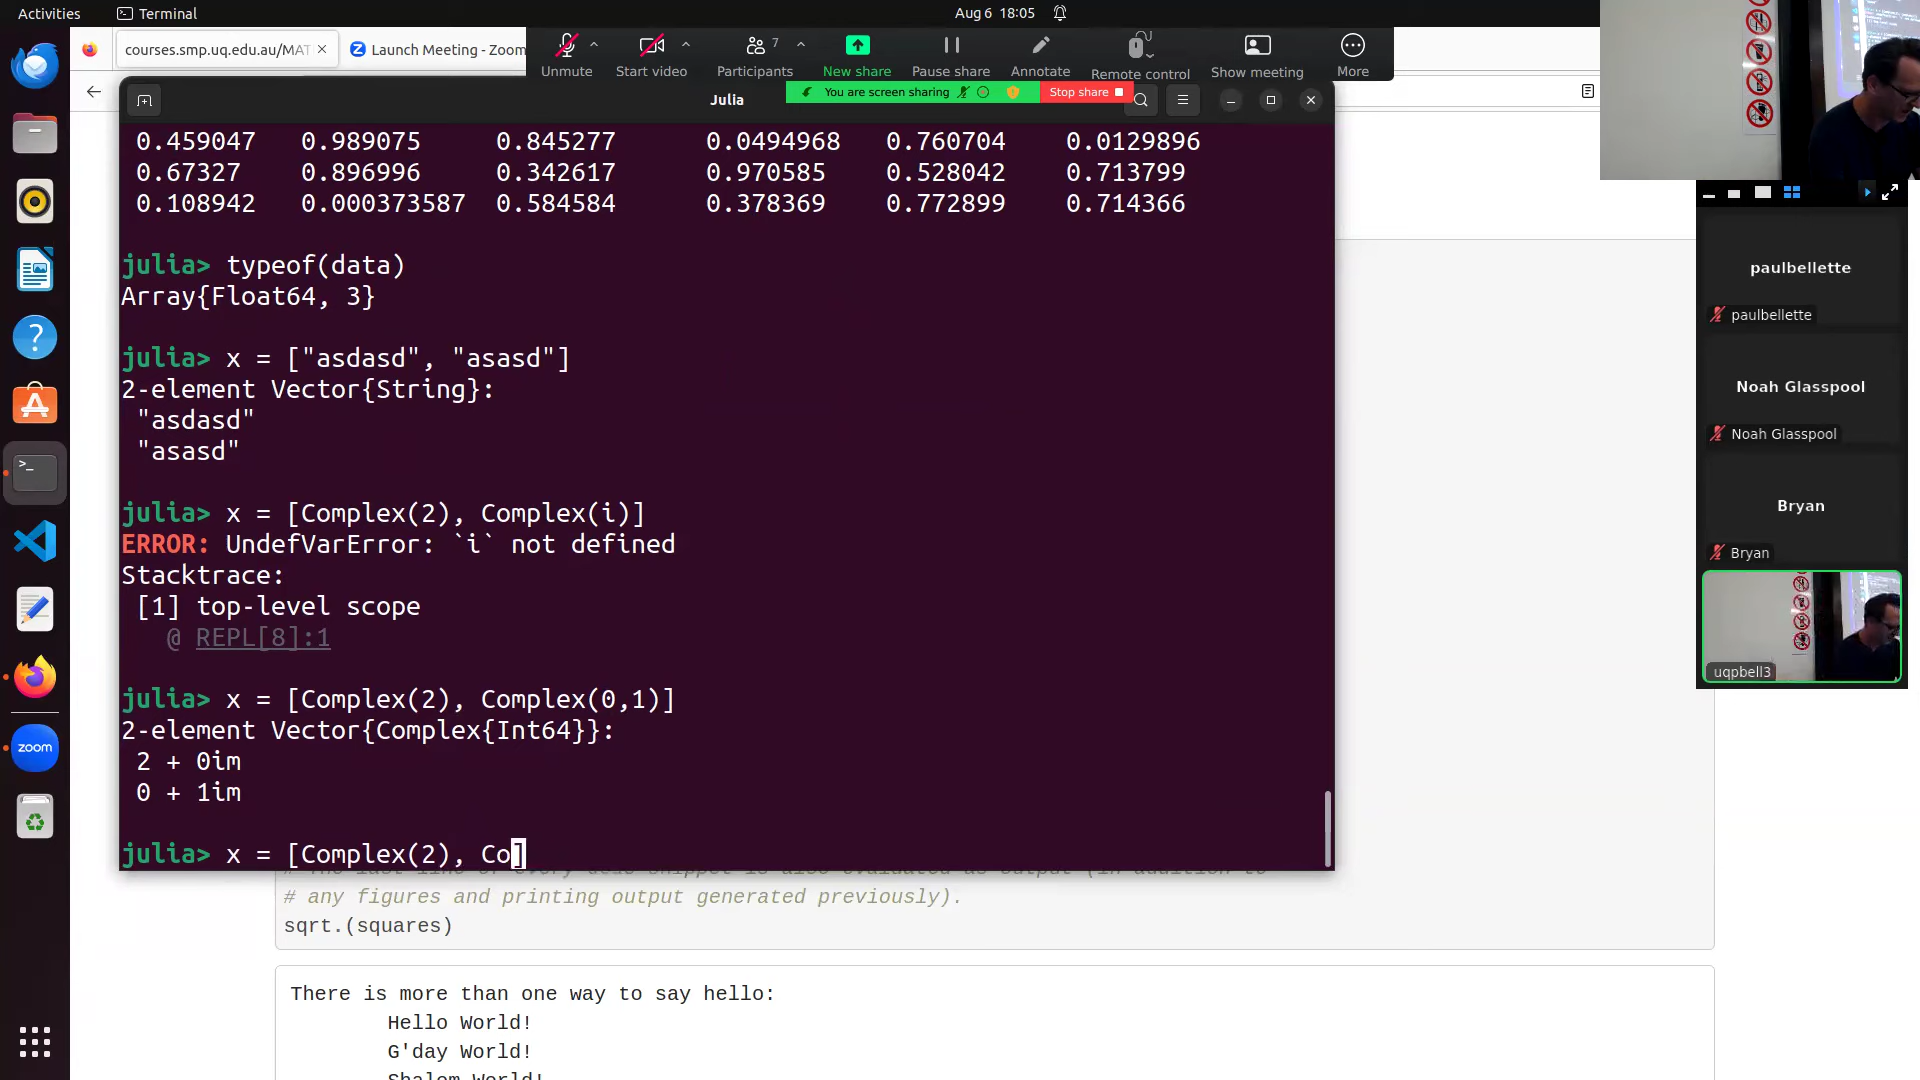 Activities
Terminal
Aug 6 18:05
courses.smp.uq.edu.au/MAT
Launch Meeting - Zoom
Unmute
Start video
7
Participants
New share
Pause share
Annotate
Remote control
Show meeting
More
You are screen sharing
Stop share
Julia
0.459047 0.989075 0.845277 0.0494968 0.760704 0.0129896
0.67327 0.896996 0.342617 0.970585 0.528042 0.713799
0.108942 0.000373587 0.584584 0.378369 0.772899 0.714366
julia> typeof(data)
Array{Float64, 3}
julia> x = ["asdasd", "asasd"]
2-element Vector{String}:
"asdasd"
"asasd"
julia> x = [Complex(2), Complex(i)]
ERROR: UndefVarError: `i` not defined
Stacktrace:
[1] top-level scope
@ REPL[8]:1
julia> x = [Complex(2), Complex(0,1)]
2-element Vector{Complex{Int64}}:
2 + 0im
0 + 1im
julia> x = [Complex(2), Co]
# any figures and printing output generated previously).
sqrt.(squares)
There is more than one way to say hello:
Hello World!
G'day World!
Shalom World!
paulbellette
paulbellette
Noah Glasspool
Noah Glasspool
Bryan
Bryan
uqpbell3
zoom